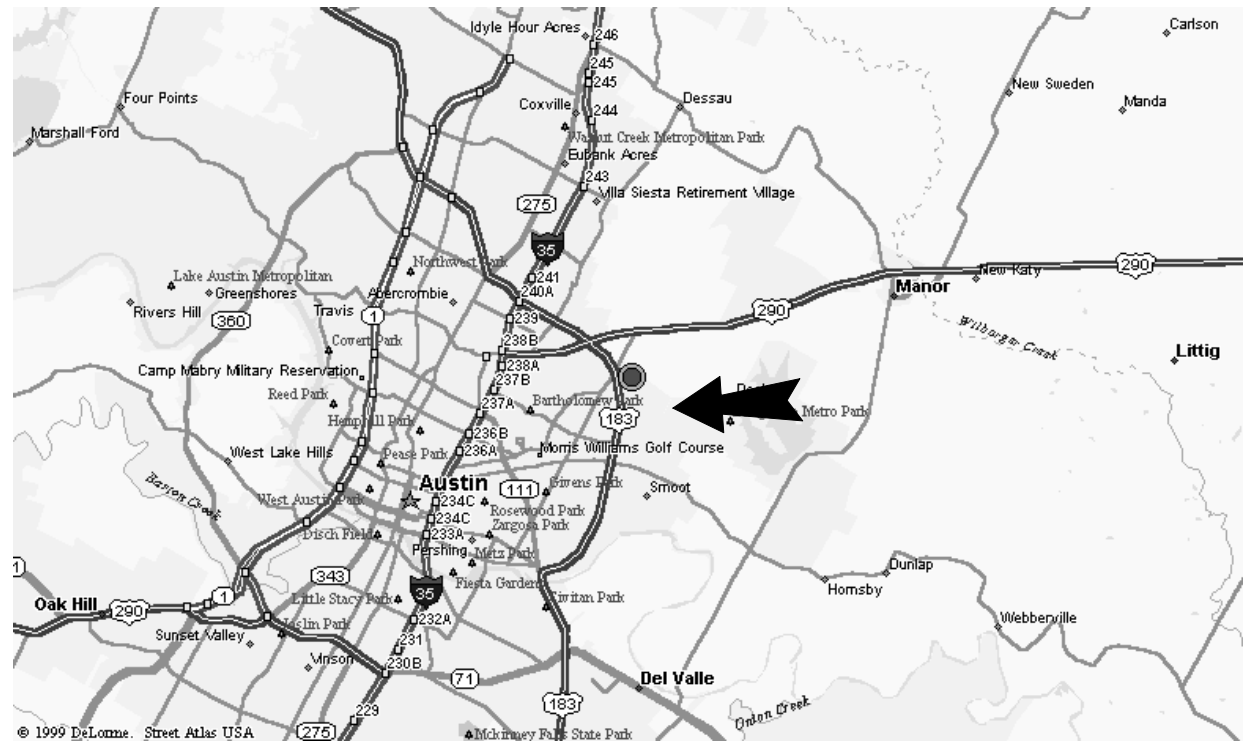 Idyle Hour Acres
246
Carlson
245
245
New Sweden
Four Points
Coxville
Dessau
Manda
244
Marshall Ford
Walnut Creek Metropolitan Park
Eubank Acres
243
Villa Siesta Retirement Village
275
35
Northwest Park
290
Lake Austin Metropolitan
241
New Katy
Greenshores
Abercrombie
240A
Manor
Rivers Hill
Travis
1
290
360
239
Wilbarger Creek
Covert Park
238B
Littig
Camp Mabry Military Reservation
238A
237B
Reed Park
237A
Bartholomew Park
Metro Park
Hemphill Park
183
236B
Morris Williams Golf Course
236A
West Lake Hills
Pease Park
Barton Creek
Austin
111
Givens Park
Smoot
West Austin Park
234C
Rosewood Park
234C
Zargosa Park
Disch Field
233A
Pershing
Metz Park
1
343
Fiesta Gardens
Dunlap
Hornsby
Oak Hill
290
1
Little Stacy Park
35
Civitan Park
232A
Webberville
Sunset Valley
Joslin Park
231
Vinson
230B
71
Del Valle
183
Onion Creek
229
275
© 1999 DeLorme. Street Atlas USA
Mckinney Falls State Park